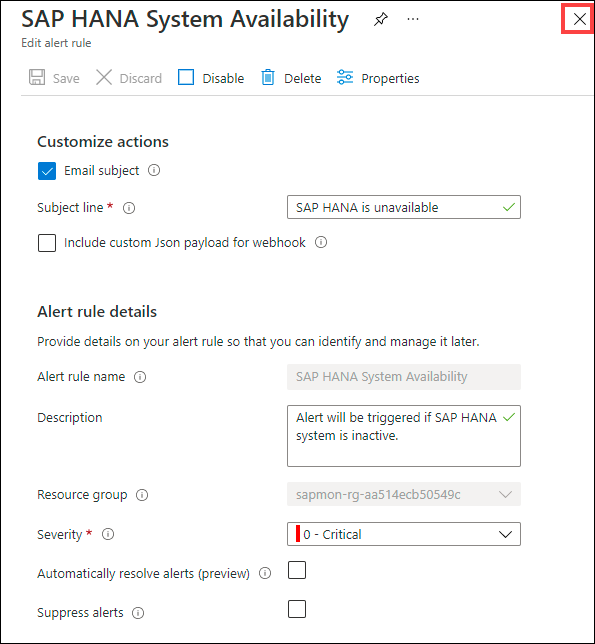 SAP HANA System Availability
Edit alert rule
Save Discard Disable Delete Properties
Customize actions
Email subject
Subject line * SAP HANA is unavailable
Include custom Json payload for webhook
Alert rule details
Provide details on your alert rule so that you can identify and manage it later.
Alert rule name SAP HANA System Availability
Description Alert will be triggered if SAP HANA
system is inactive.
Resource group sapmon-rg-aa514ecb50549c
Severity * 0 - Critical
Automatically resolve alerts (preview)
Suppress alerts